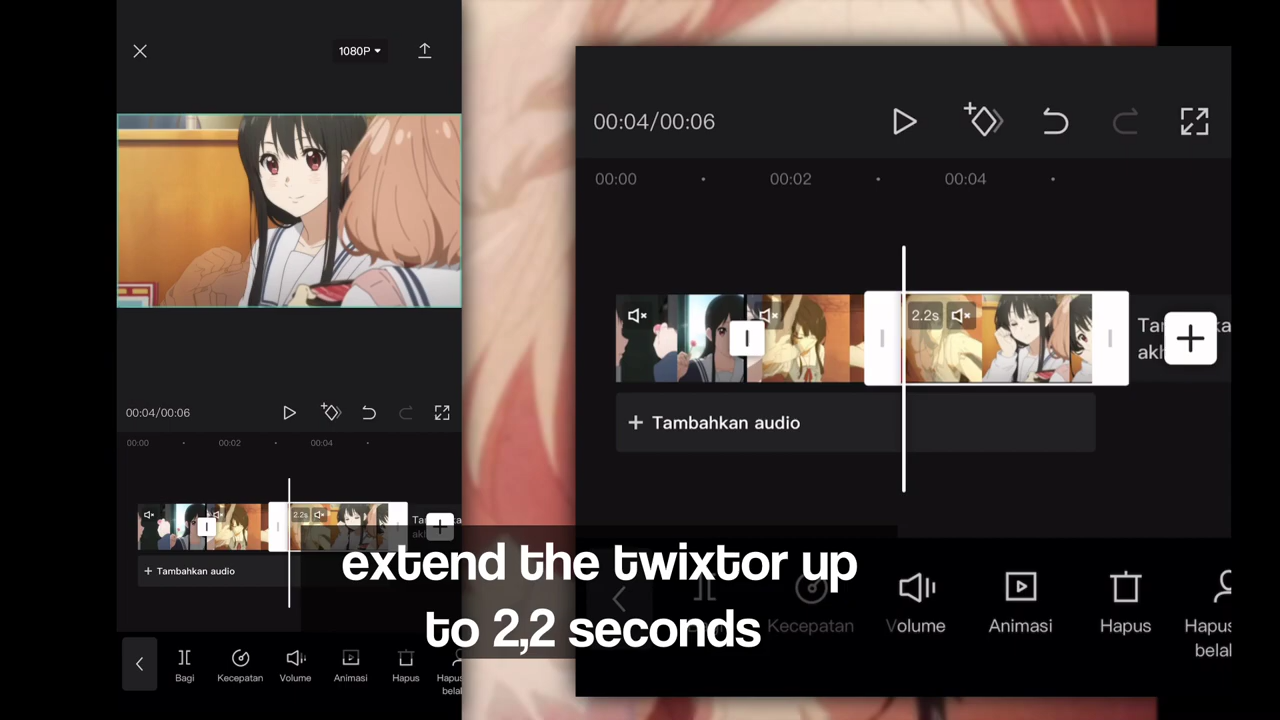 1080P
00:04/00:06
00:00
00:02
00:04
2.2s
Tambahkan audio
Bagi
Kecepatan
Volume
Animasi
Hapus
Hapus
00:04/00:06
00:00
00:02
00:04
2.2s
Tambahkan audio
Kecepatan
Volume
Animasi
Hapus
extend the twixtor up
to 2,2 seconds